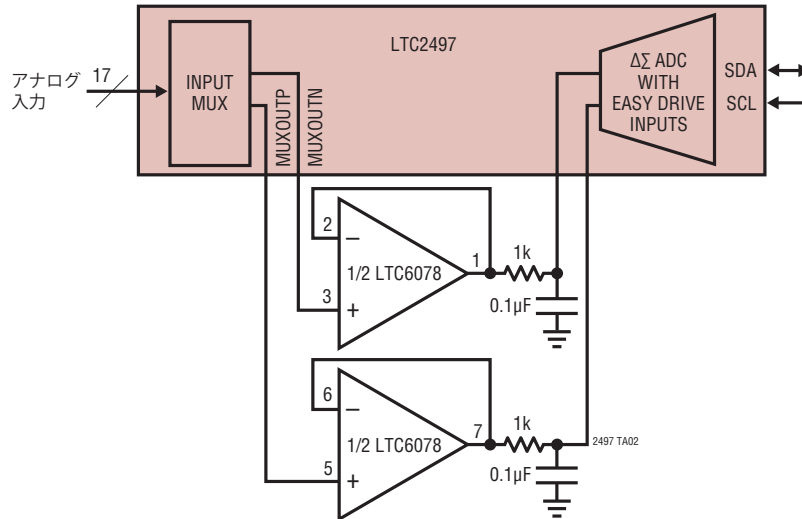 LTC2497
アナログ
入力
17
INPUT
MUX
MUXOUTP
MUXOUTN
ΔΣ ADC
WITH
EASY DRIVE
INPUTS
SDA
SCL
2
–
1/2 LTC6078
3
+
1
1k
0.1µF
6
–
1/2 LTC6078
5
+
7
1k
2497 TA02
0.1µF